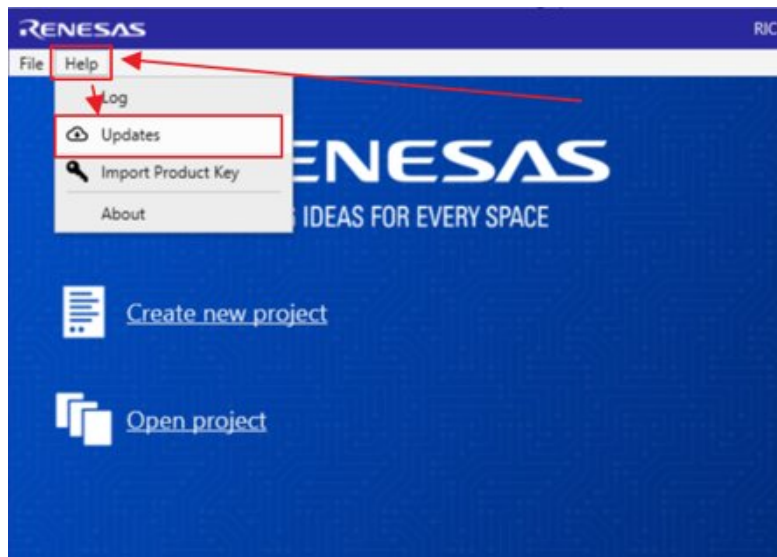 RENESAS
RIC
File Help
Log
Updates
Import Product Key
About
ENESAS
IDEAS FOR EVERY SPACE
Create new project
Open project